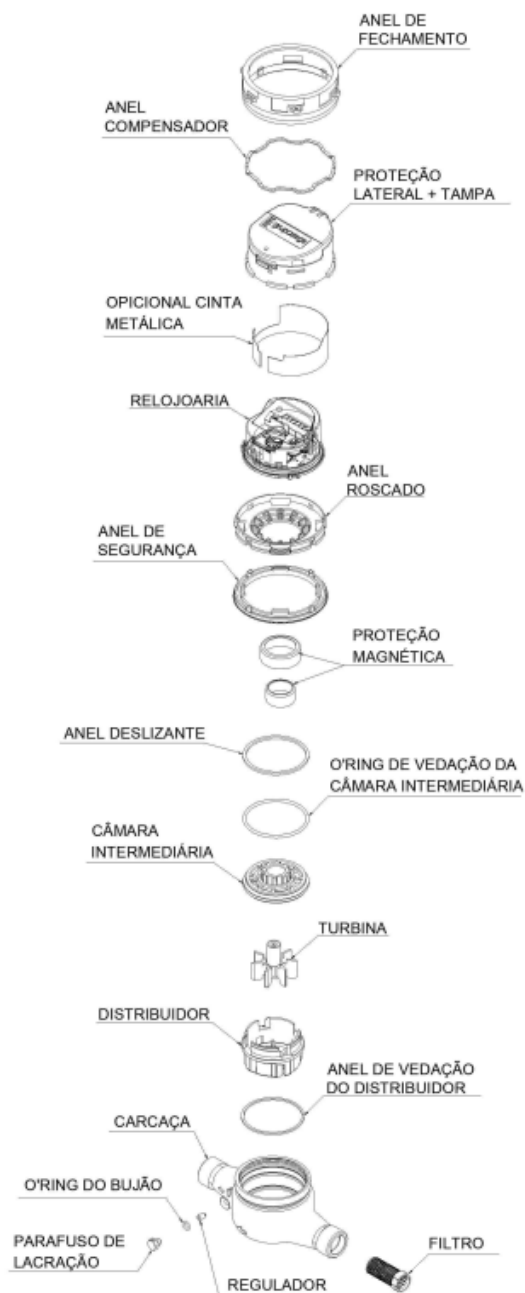 ANEL DE
FECHAMENTO
ANEL
COMPENSADOR
PROTEÇÃO
LATERAL + TAMPA
OPICIONAL CINTA
METÁLICA
RELOJOARIA
ANEL
ROSCADO
ANEL DE
SEGURANÇA
PROTEÇÃO
MAGNÉTICA
ANEL DESLIZANTE
O'RING DE VEDAÇÃO DA
CÂMARA INTERMEDIÁRIA
CÂMARA
INTERMEDIÁRIA
TURBINA
DISTRIBUIDOR
ANEL DE VEDAÇÃO
DO DISTRIBUIDOR
CARCAÇA
O'RING DO BUJÃO
PARAFUSO DE
LACRAÇÃO
REGULADOR
FILTRO